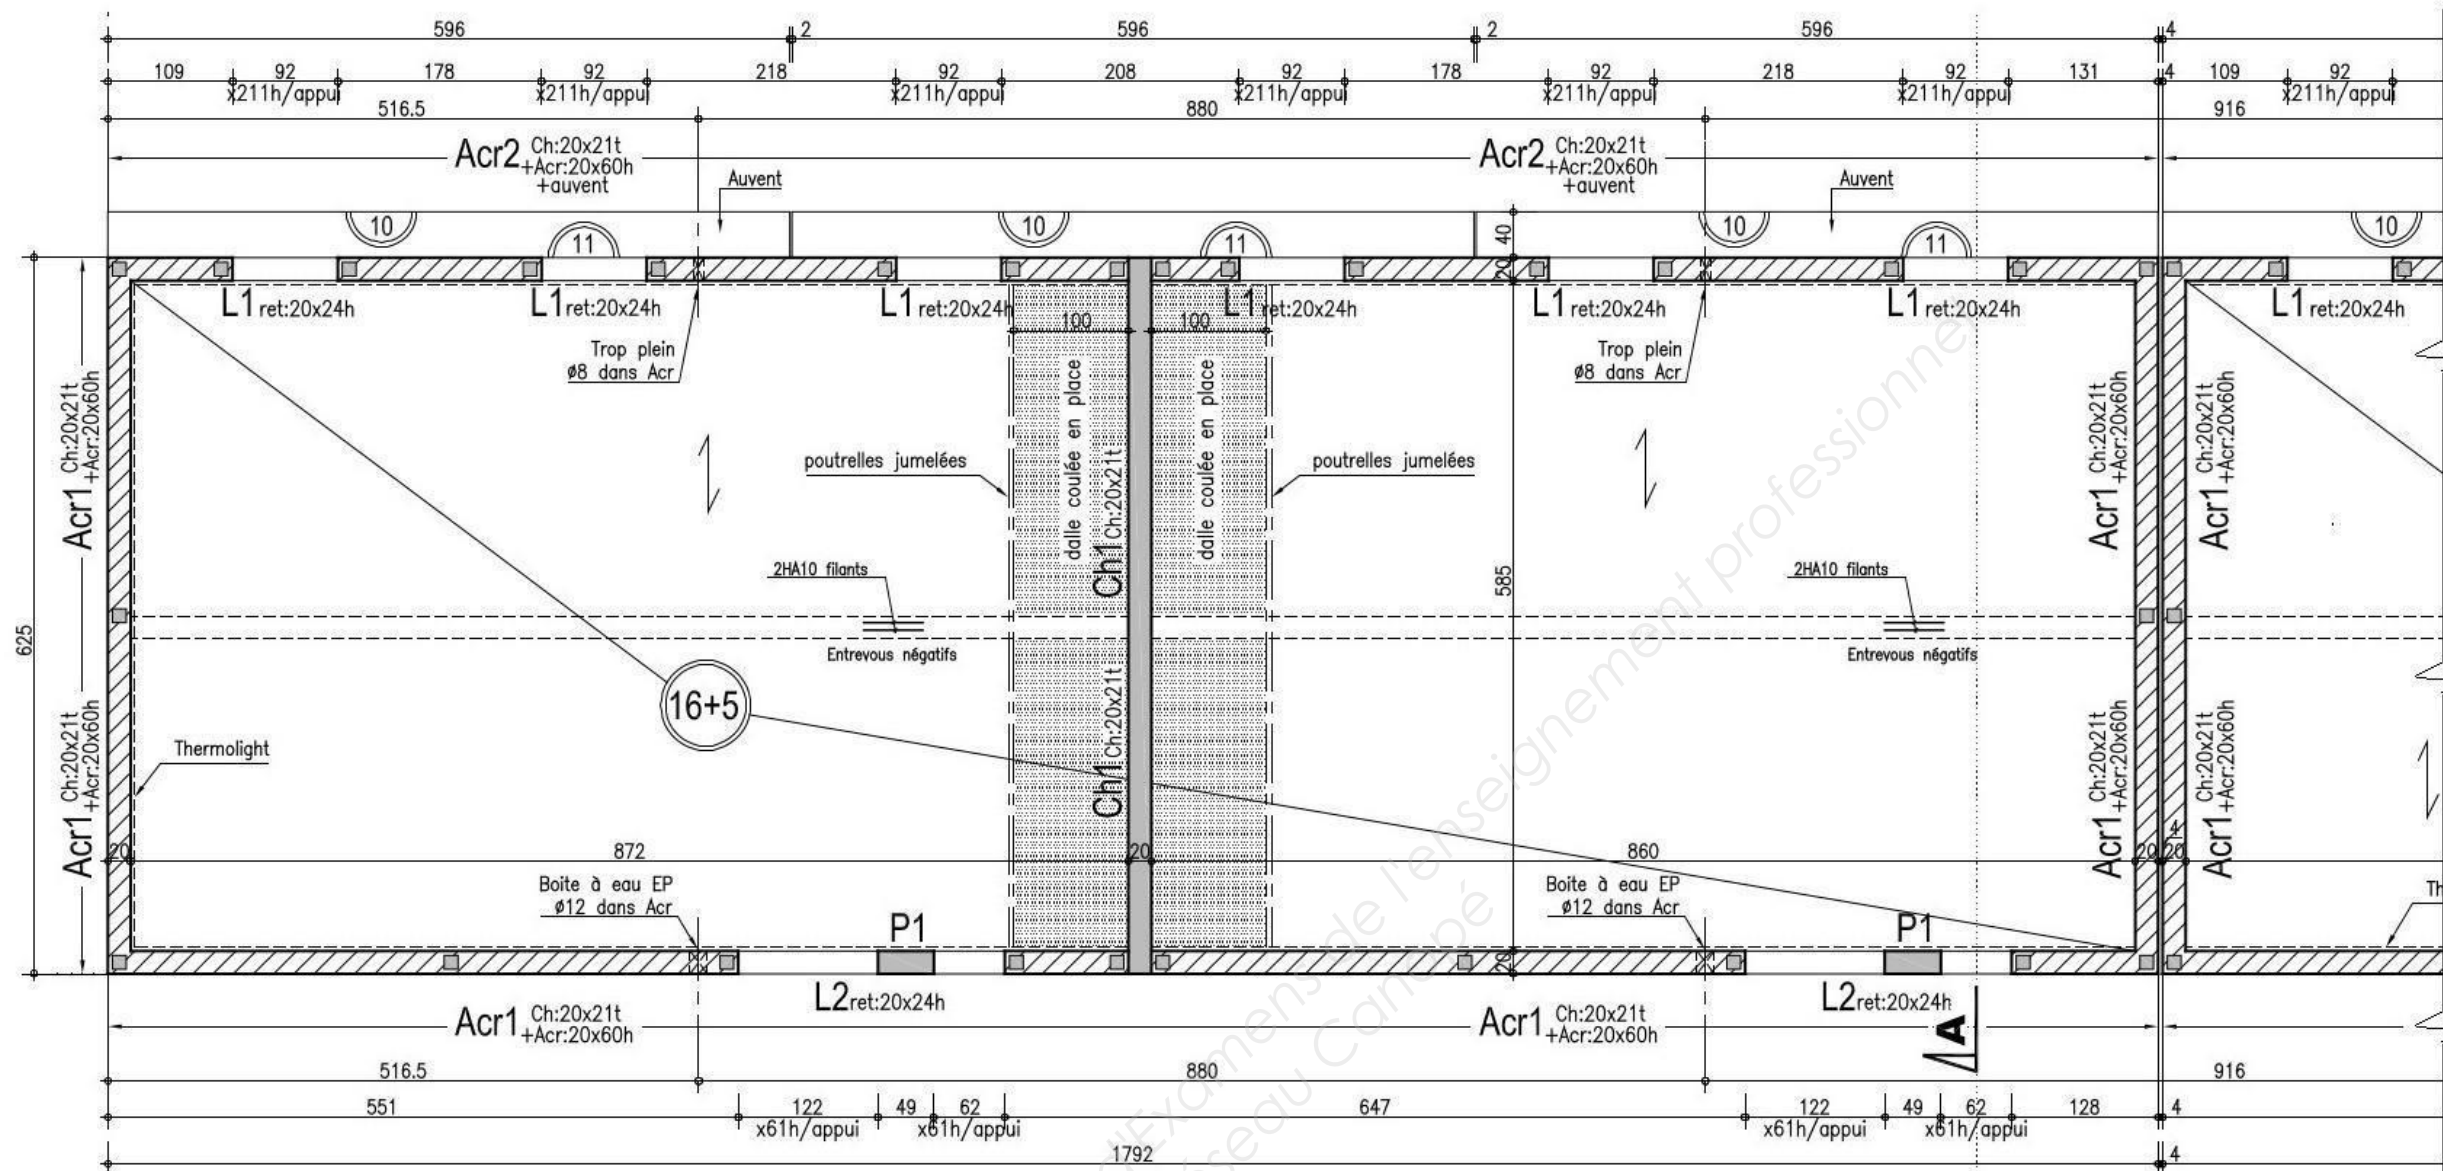 596 2 596 2 596 4
109 92 178 92 218 92 208 92 178 92 218 92 131 4 109 92
x211h/appui x211h/appui x211h/appui x211h/appui x211h/appui x211h/appui x211h/appui
516.5 880 916
Acr2 Ch:20x21t
+Acr:20x60h
+auvent
Acr2 Ch:20x21t
+Acr:20x60h
+auvent
Auvent
Auvent
10 11 10 11 10 11 10
40
20
L1 ret:20x24h
L1 ret:20x24h
L1 ret:20x24h
L1 ret:20x24h
L1 ret:20x24h
L1 ret:20x24h
L1 ret:20x24h
100 100
Trop plein
ø8 dans Acr
Trop plein
ø8 dans Acr
dalle coulée en place
dalle coulée en place
Acr1 Ch:20x21t
+Acr:20x60h
Acr1 Ch:20x21t
+Acr:20x60h
Acr1 Ch:20x21t
+Acr:20x60h
poutrelles jumelées
poutrelles jumelées
Ch1 Ch:20x21t
2HA10 filants
2HA10 filants
585
625
Entrevous négatifs
Entrevous négatifs
16+5
Ch1 Ch:20x21t
Thermolight
Acr1 Ch:20x21t
+Acr:20x60h
Acr1 Ch:20x21t
+Acr:20x60h
Acr1 Ch:20x21t
+Acr:20x60h
4
20 872 20 860 20 20
Boite à eau EP
ø12 dans Acr
Boite à eau EP
ø12 dans Acr
Th
P1
P1
20
L2 ret:20x24h
L2 ret:20x24h
Acr1 Ch:20x21t
+Acr:20x60h
Acr1 Ch:20x21t
+Acr:20x60h
A
516.5 880 916
551 122 49 62 647 122 49 62 128 4
x61h/appui x61h/appui x61h/appui x61h/appui
1792 4
d'Examens de l'enseignement professionnel
Réseau Canopé